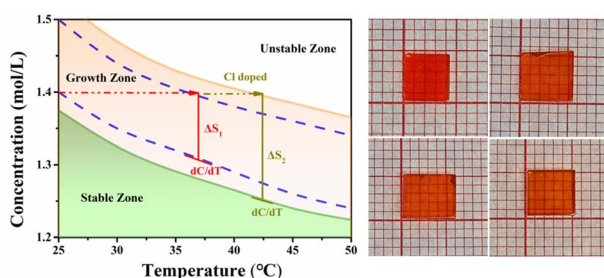 1.5
1.4
1.3
1.2
Concentration (mol/L)
Unstable Zone
Growth Zone
Cl doped
ΔS1
ΔS2
dC/dT
dC/dT
Stable Zone
25
30
35
40
45
50
Temperature (°C)